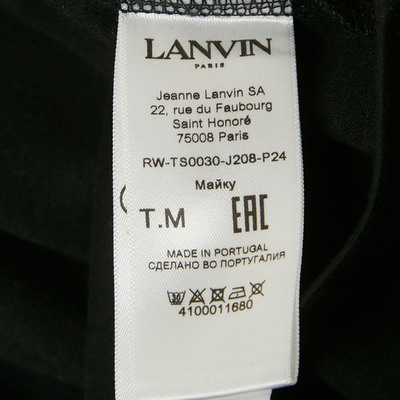 LANVIN
PARIS
Jeanne Lanvin SA
22, rue du Faubourg
Saint Honoré
75008 Paris
RW-TS0030-J208-P24
Майку
T.M EAC
MADE IN PORTUGAL
СДЕЛАНО ВО ПОРТУГАЛИЯ
30
4100011680